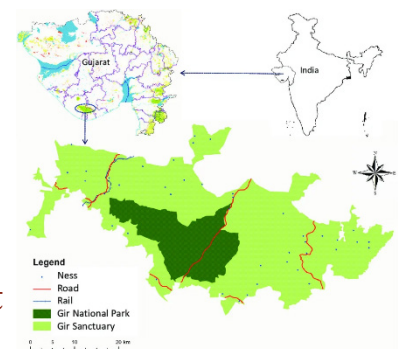 Gujarat
India
Legend
Ness
Road
Rail
Gir National Park
Gir Sanctuary
0 5 10 20 km